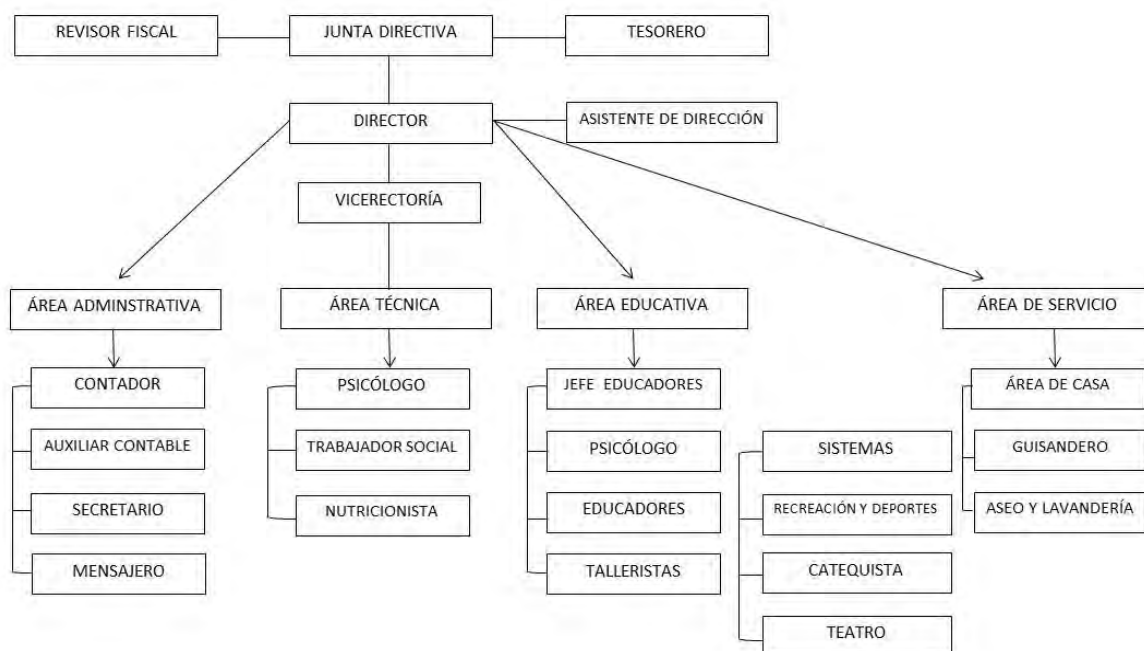 REVISOR FISCAL
JUNTA DIRECTIVA
TESORERO
DIRECTOR
ASISTENTE DE DIRECCIÓN
VICERECTORÍA
ÁREA ADMINSTRATIVA
ÁREA TÉCNICA
ÁREA EDUCATIVA
ÁREA DE SERVICIO
CONTADOR
AUXILIAR CONTABLE
SECRETARIO
MENSAJERO
PSICÓLOGO
TRABAJADOR SOCIAL
NUTRICIONISTA
JEFE EDUCADORES
PSICÓLOGO
EDUCADORES
TALLERISTAS
SISTEMAS
RECREACIÓN Y DEPORTES
CATEQUISTA
TEATRO
ÁREA DE CASA
GUISANDERO
ASEO Y LAVANDERÍA